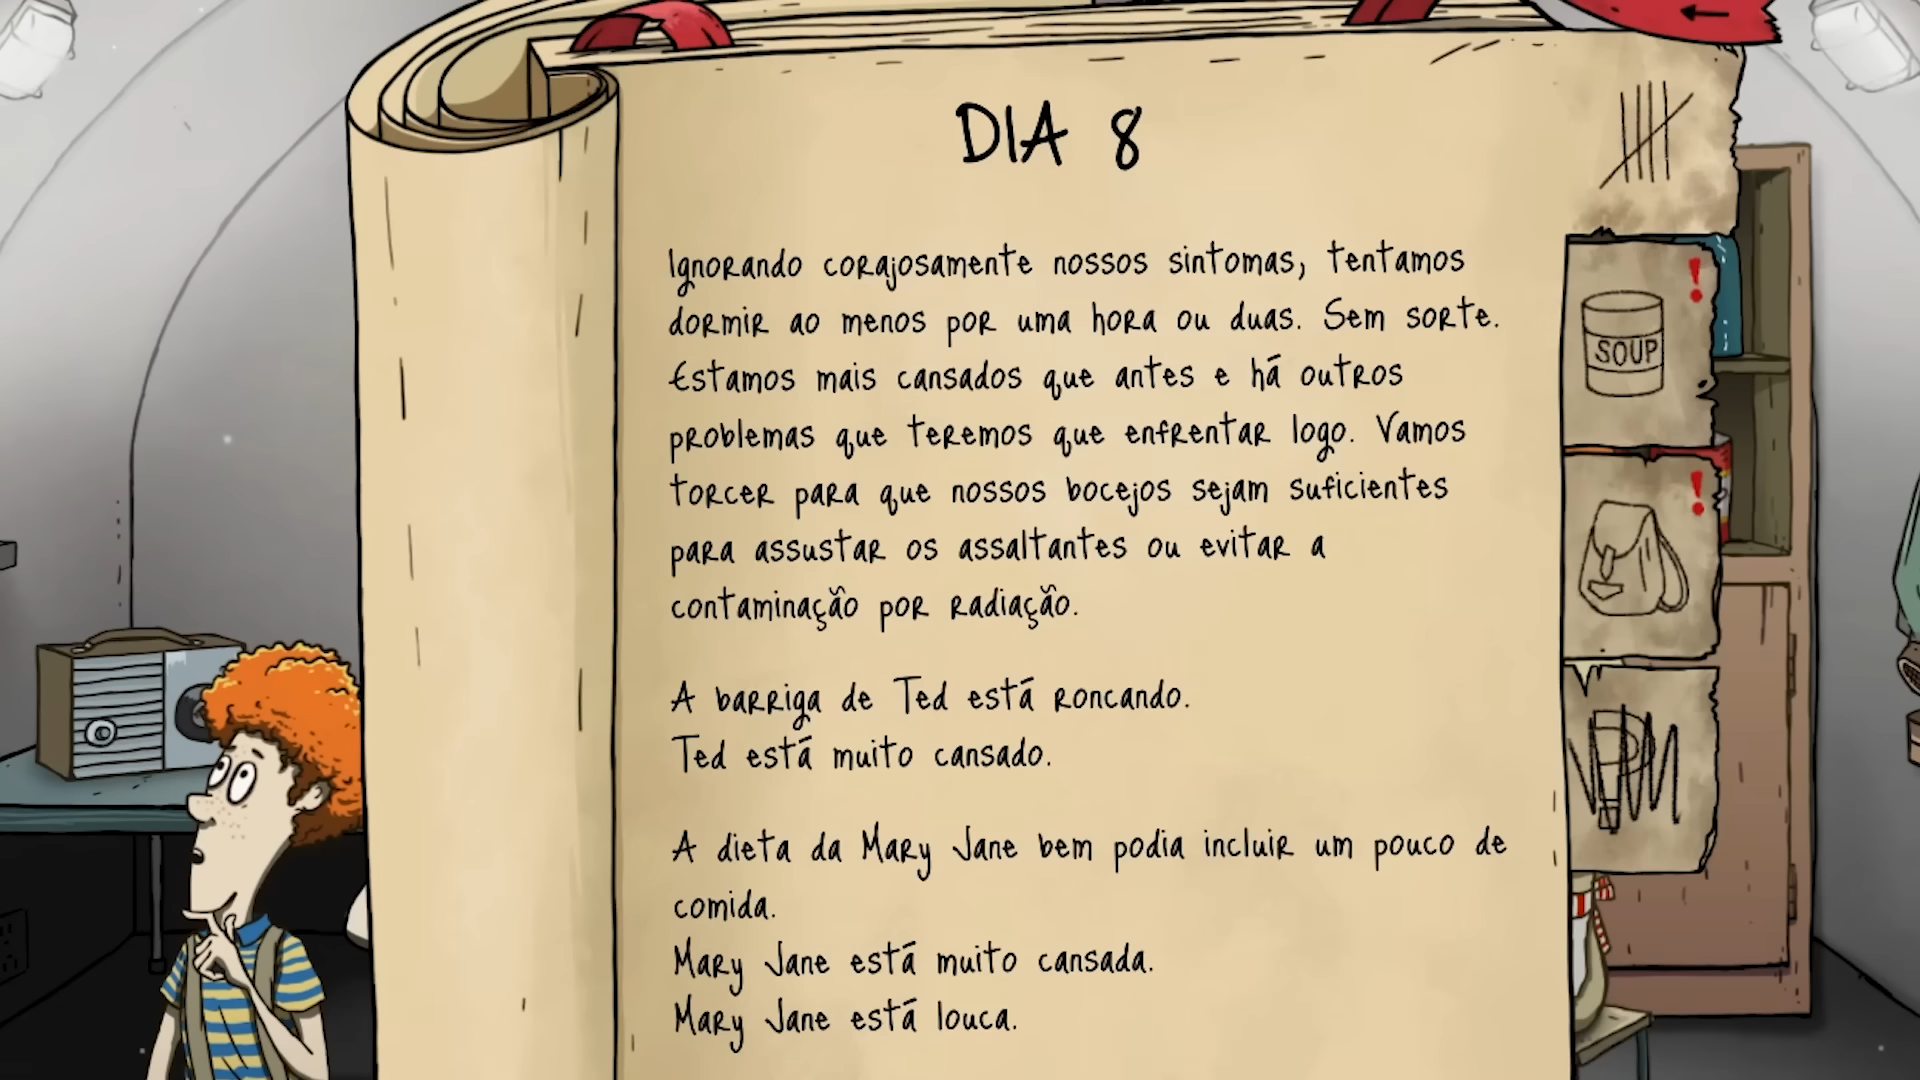 DIA 8
Ignorando corajosamente nossos sintomas, tentamos
dormir ao menos por uma hora ou duas. Sem sorte.
Estamos mais cansados que antes e há outros
problemas que teremos que enfrentar logo. Vamos
torcer para que nossos bocejos sejam suficientes
para assustar os assaltantes ou evitar a
contaminação por radiação.
A barriga de Ted está roncando.
Ted está muito cansado.
A dieta da Mary Jane bem podia incluir um pouco de
comida.
Mary Jane está muito cansada.
Mary Jane está louca.
!
SOUP
!